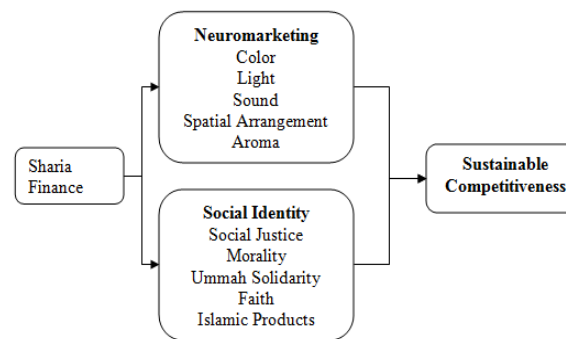 Neuromarketing
Color
Light
Sound
Spatial Arrangement
Aroma
Sharia
Finance
Social Identity
Social Justice
Morality
Ummah Solidarity
Faith
Islamic Products
Sustainable
Competitiveness